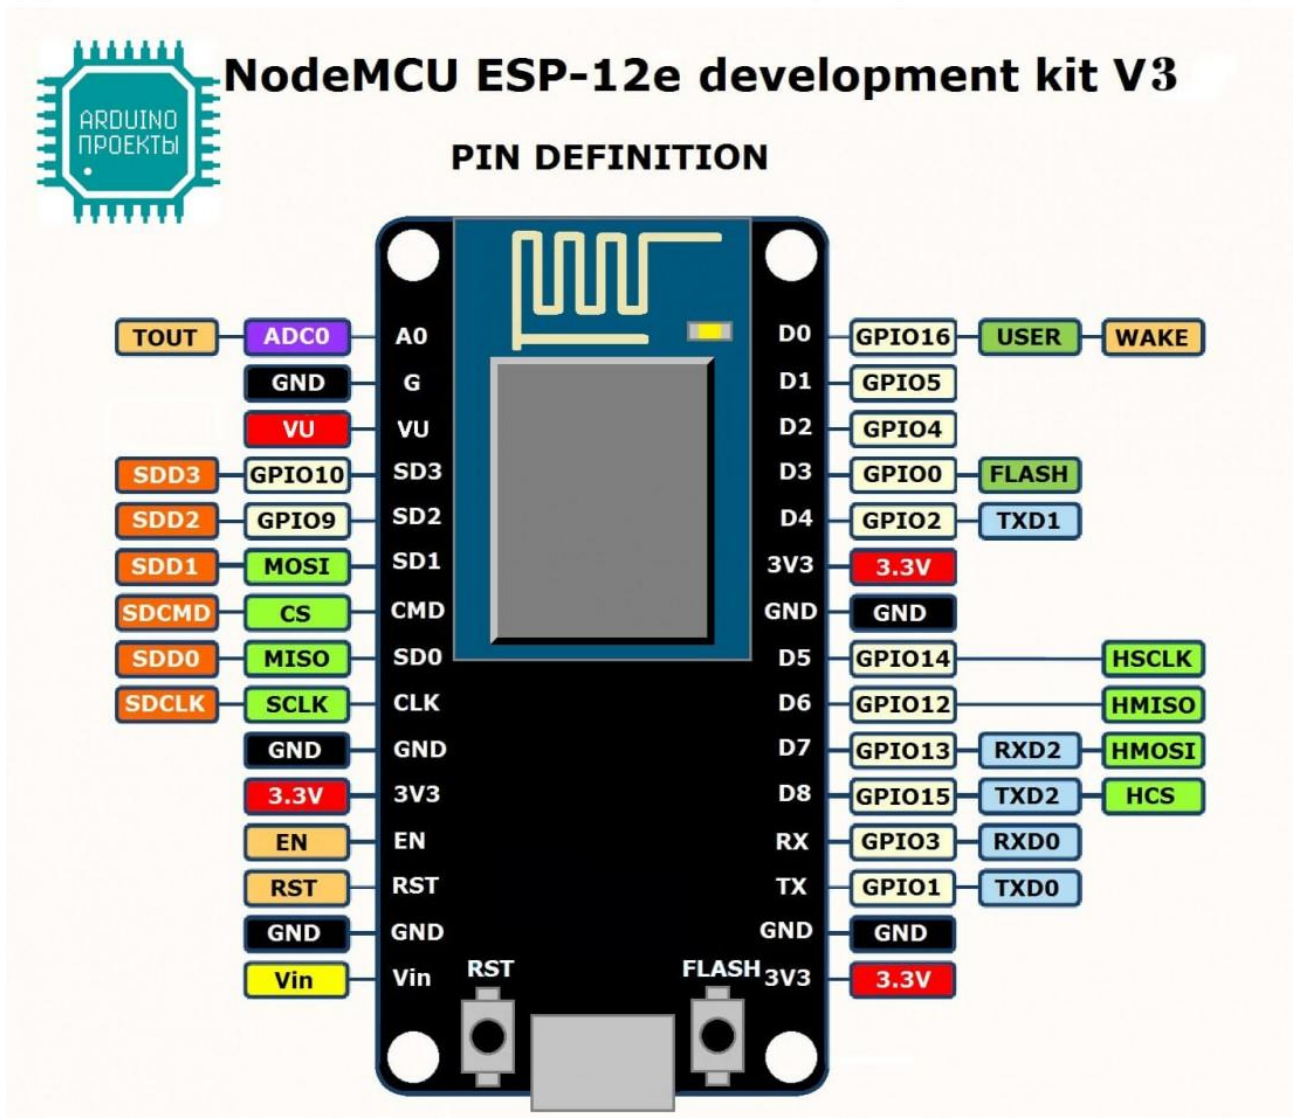 ARDUINO
ПРОЕКТЫ
NodeMCU ESP-12e development kit V3
PIN DEFINITION
TOUT ADC0 A0 D0 GPIO16 USER WAKE
GND G D1 GPIO5
VU VU D2 GPIO4
SDD3 GPIO10 SD3 D3 GPIO0 FLASH
SDD2 GPIO9 SD2 D4 GPIO2 TXD1
SDD1 MOSI SD1 3V3 3.3V
SDCMD CS CMD GND GND
SDD0 MISO SD0 D5 GPIO14 HSCLK
SDCLK SCLK CLK D6 GPIO12 HMISO
GND GND D7 GPIO13 RXD2 HMOSI
3.3V 3V3 D8 GPIO15 TXD2 HCS
EN EN RX GPIO3 RXD0
RST RST TX GPIO1 TXD0
GND GND GND GND
Vin Vin RST FLASH 3V3 3.3V